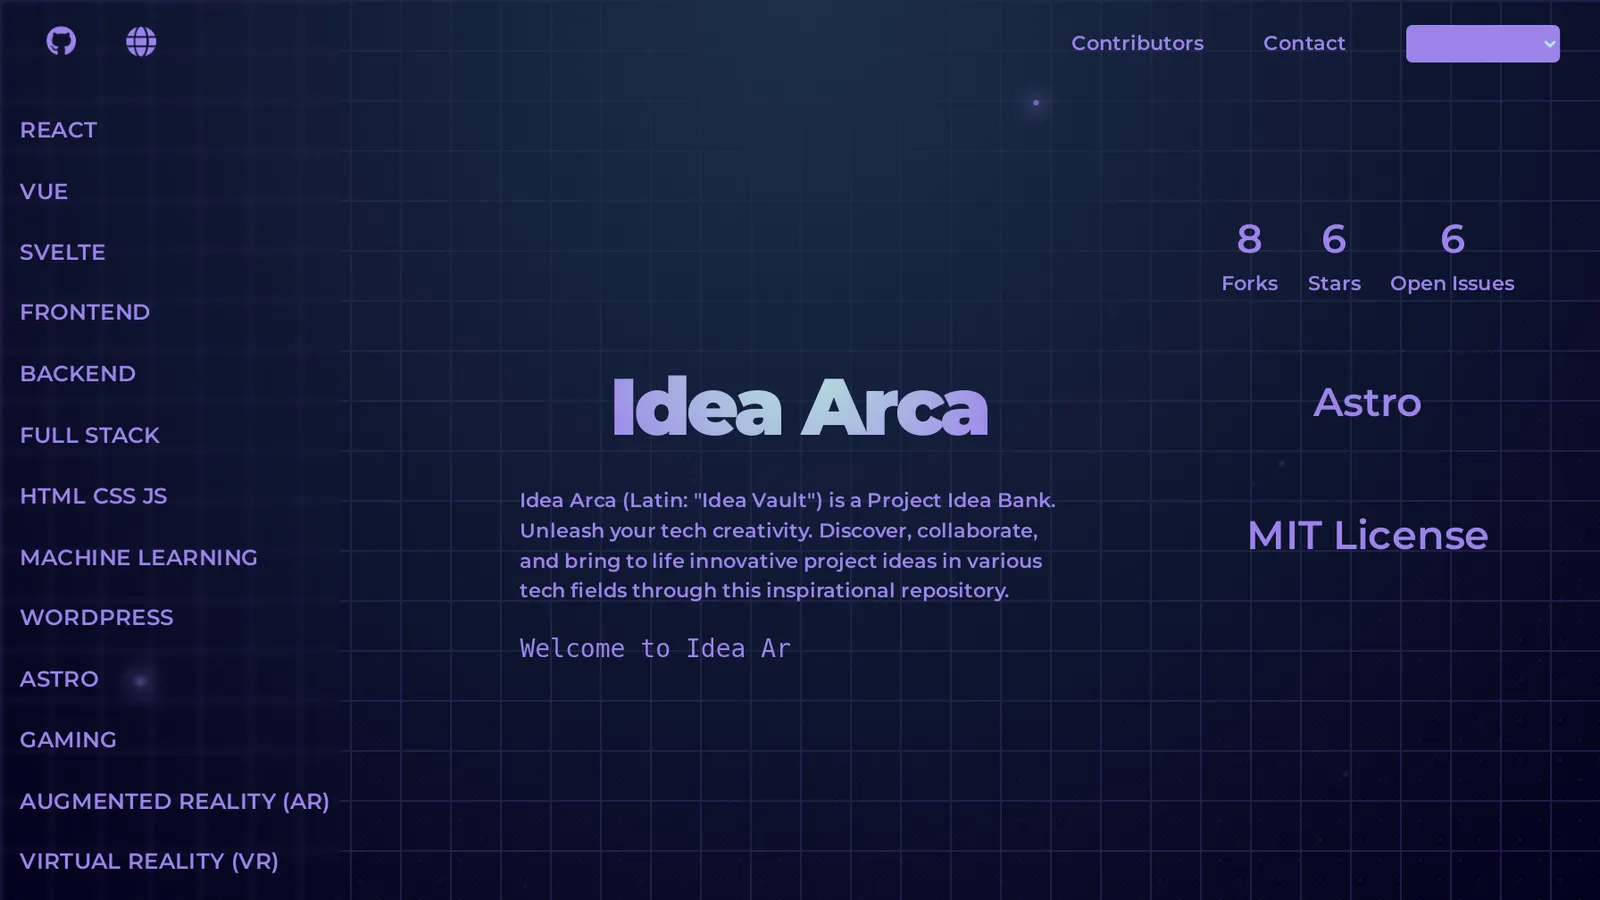 Contributors
Contact
REACT
VUE
SVELTE
FRONTEND
BACKEND
FULL STACK
HTML CSS JS
MACHINE LEARNING
WORDPRESS
ASTRO
GAMING
AUGMENTED REALITY (AR)
VIRTUAL REALITY (VR)
Idea Arca
Idea Arca (Latin: "Idea Vault") is a Project Idea Bank.
Unleash your tech creativity. Discover, collaborate,
and bring to life innovative project ideas in various
tech fields through this inspirational repository.
Welcome to Idea Ar
8 6 6
Forks Stars Open Issues
Astro
MIT License